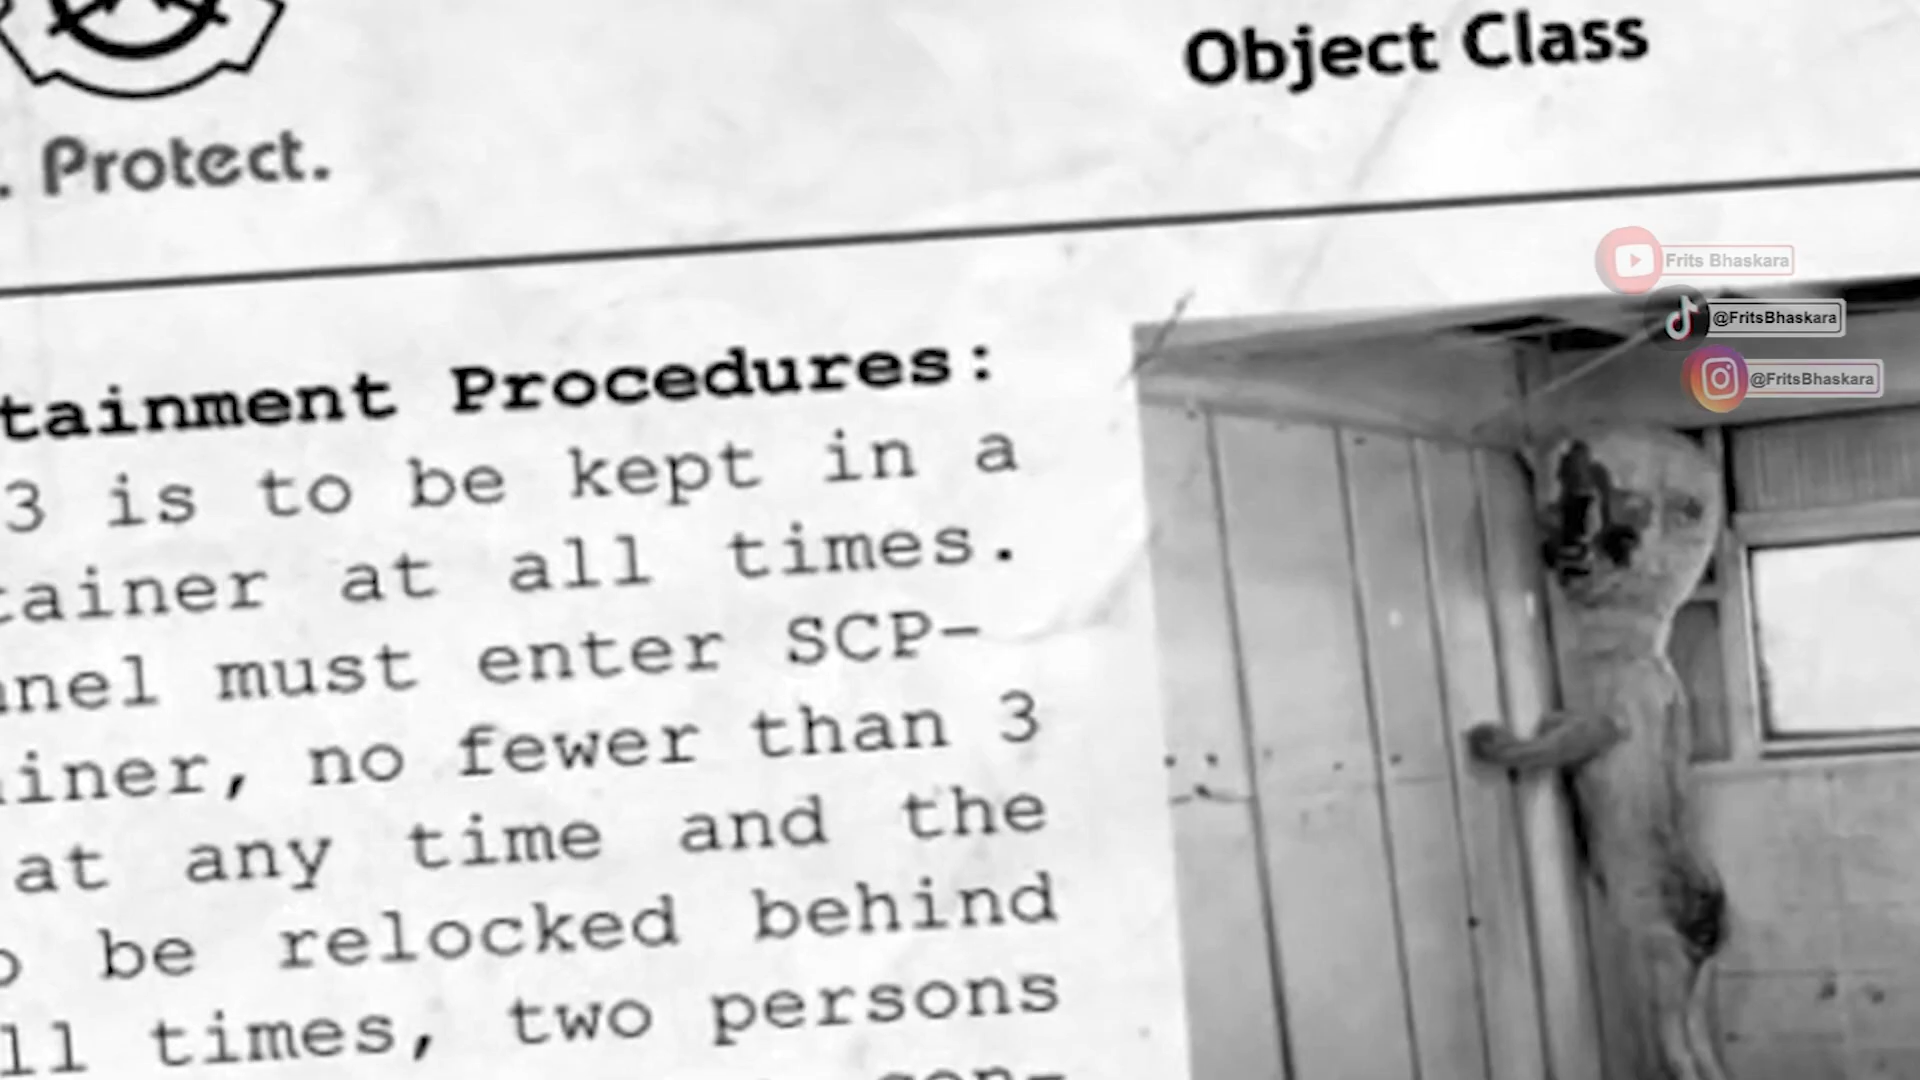 Object Class
. Protect.
Frits Bhaskara
@FritsBhaskara
@FritsBhaskara
tainment Procedures:
3 is to be kept in a
tainer at all times.
nnel must enter SCP-
iner, no fewer than 3
at any time and the
o be relocked behind
ll times, two persons
con-